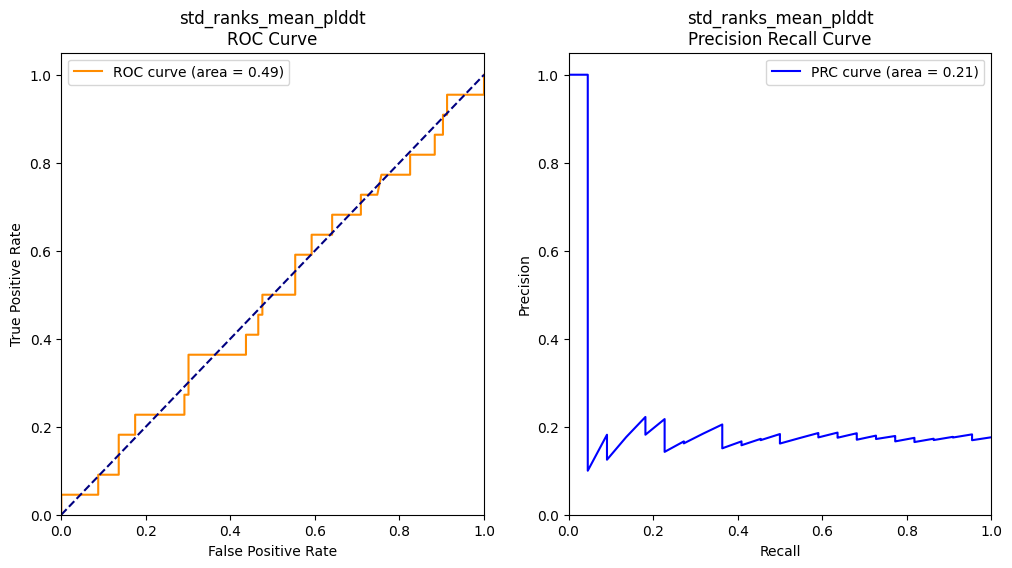 std_ranks_mean_plddt
ROC Curve
ROC curve (area = 0.49)
True Positive Rate
1.0
0.8
0.6
0.4
0.2
0.0
0.0 0.2 0.4 0.6 0.8 1.0
False Positive Rate
std_ranks_mean_plddt
Precision Recall Curve
PRC curve (area = 0.21)
Precision
1.0
0.8
0.6
0.4
0.2
0.0
0.0 0.2 0.4 0.6 0.8 1.0
Recall